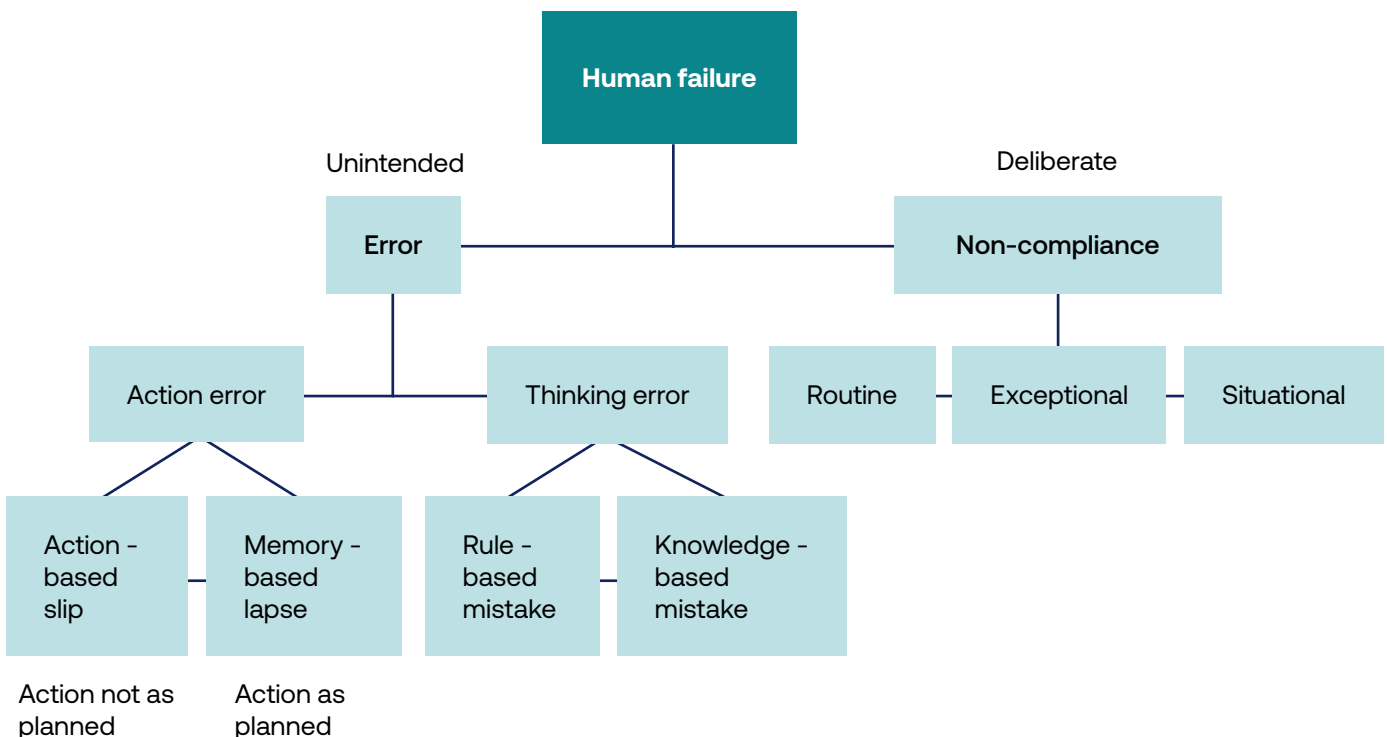 Human failure
Unintended
Deliberate
Error
Non-compliance
Action error
Thinking error
Routine
Exceptional
Situational
Action -
based
slip
Memory -
based
lapse
Rule -
based
mistake
Knowledge -
based
mistake
Action not as
planned
Action as
planned